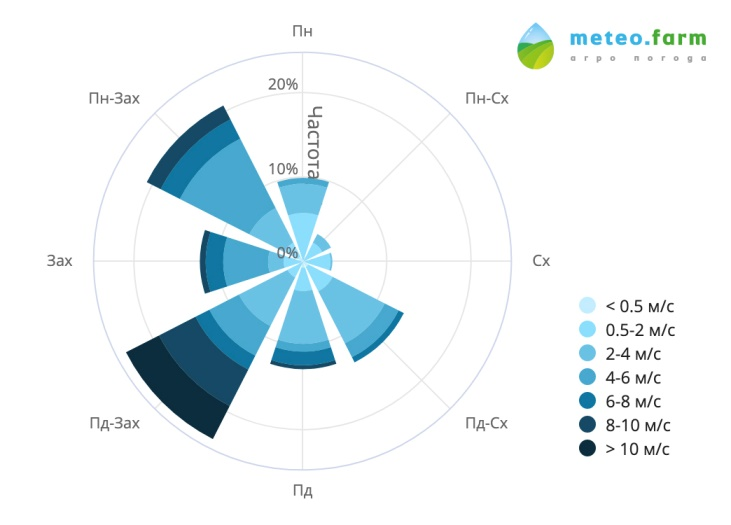 Пн
meteo.farm
агро погода
20%
Пн-Зах
Пн-Сх
Частота
10%
0%
Зах
Сх
< 0.5 м/с
0.5-2 м/с
2-4 м/с
4-6 м/с
6-8 м/с
8-10 м/с
> 10 м/с
Пд-Зах
Пд-Сх
Пд